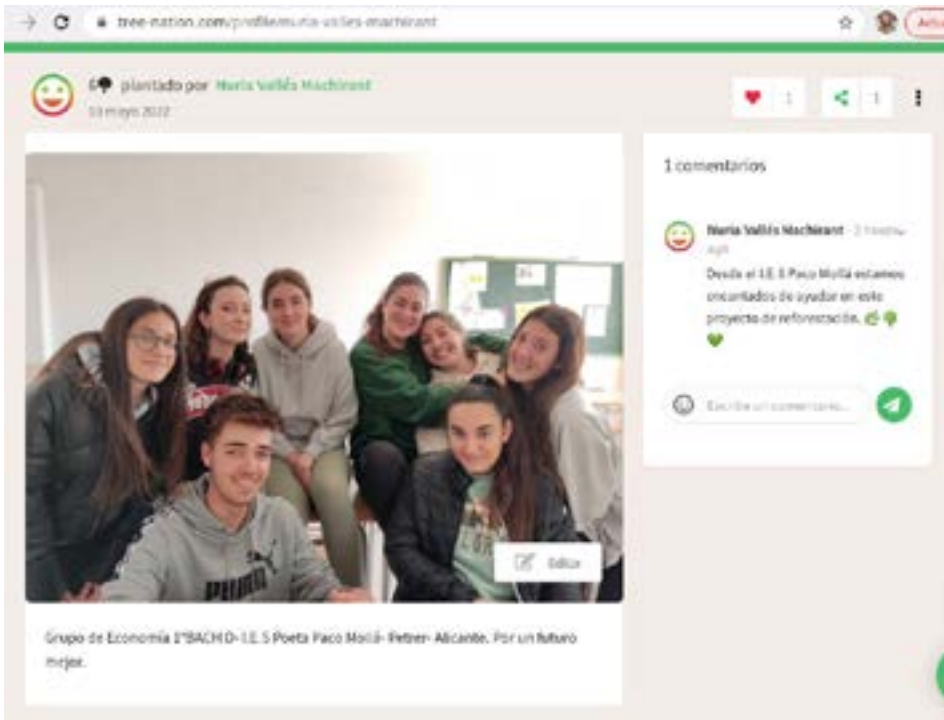 tree-nation.com/profile/nuria-valles-machirant
6 plantado por Nuria Vallés Machirant
13 mayo 2022
1
1
1 comentarios
Nuria Vallés Machirant
Desde el I.E.S Paco Mollá estamos
encantados de ayudar en este
proyecto de reforestación.
Escribe un comentario...
PUMA
Editar
Grupo de Economía 1ºBACH D- I.E.S Poeta Paco Mollá- Petrer- Alicante. Por un futuro
mejor.